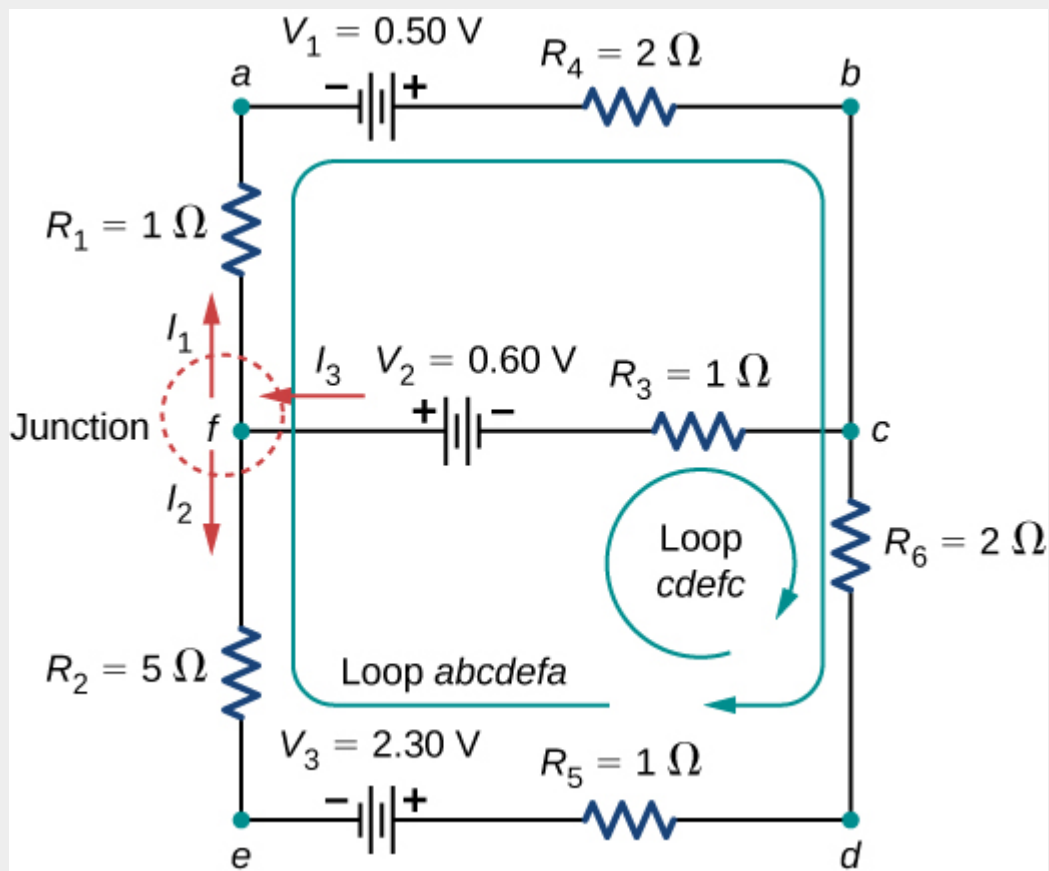 V₁ = 0.50 V
R₄ = 2 Ω
a
b
− +
R₁ = 1 Ω
I₁
I₃
V₂ = 0.60 V
R₃ = 1 Ω
+ −
Junction
f
c
I₂
Loop
cdefc
R₆ = 2 Ω
R₂ = 5 Ω
Loop abcdefa
V₃ = 2.30 V
R₅ = 1 Ω
− +
e
d